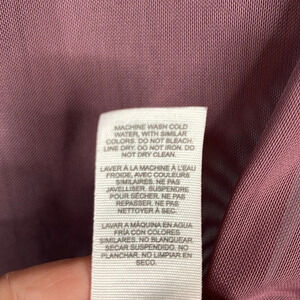 MACHINE WASH COLD
WATER, WITH SIMILAR
COLORS. DO NOT BLEACH.
LINE DRY. DO NOT IRON. DO
NOT DRY CLEAN.
LAVER À LA MACHINE À L'EAU
FROIDE, AVEC COULEURS
SIMILAIRES. NE PAS
JAVELLISER. SUSPENDRE
POUR SÉCHER. NE PAS
REPASSER. NE PAS
NETTOYER À SEC.
LAVAR A MÁQUINA EN AGUA
FRÍA CON COLORES
SIMILARES. NO BLANQUEAR.
SECAR SUSPENDIDO. NO
PLANCHAR. NO LIMPIAR EN
SECO.